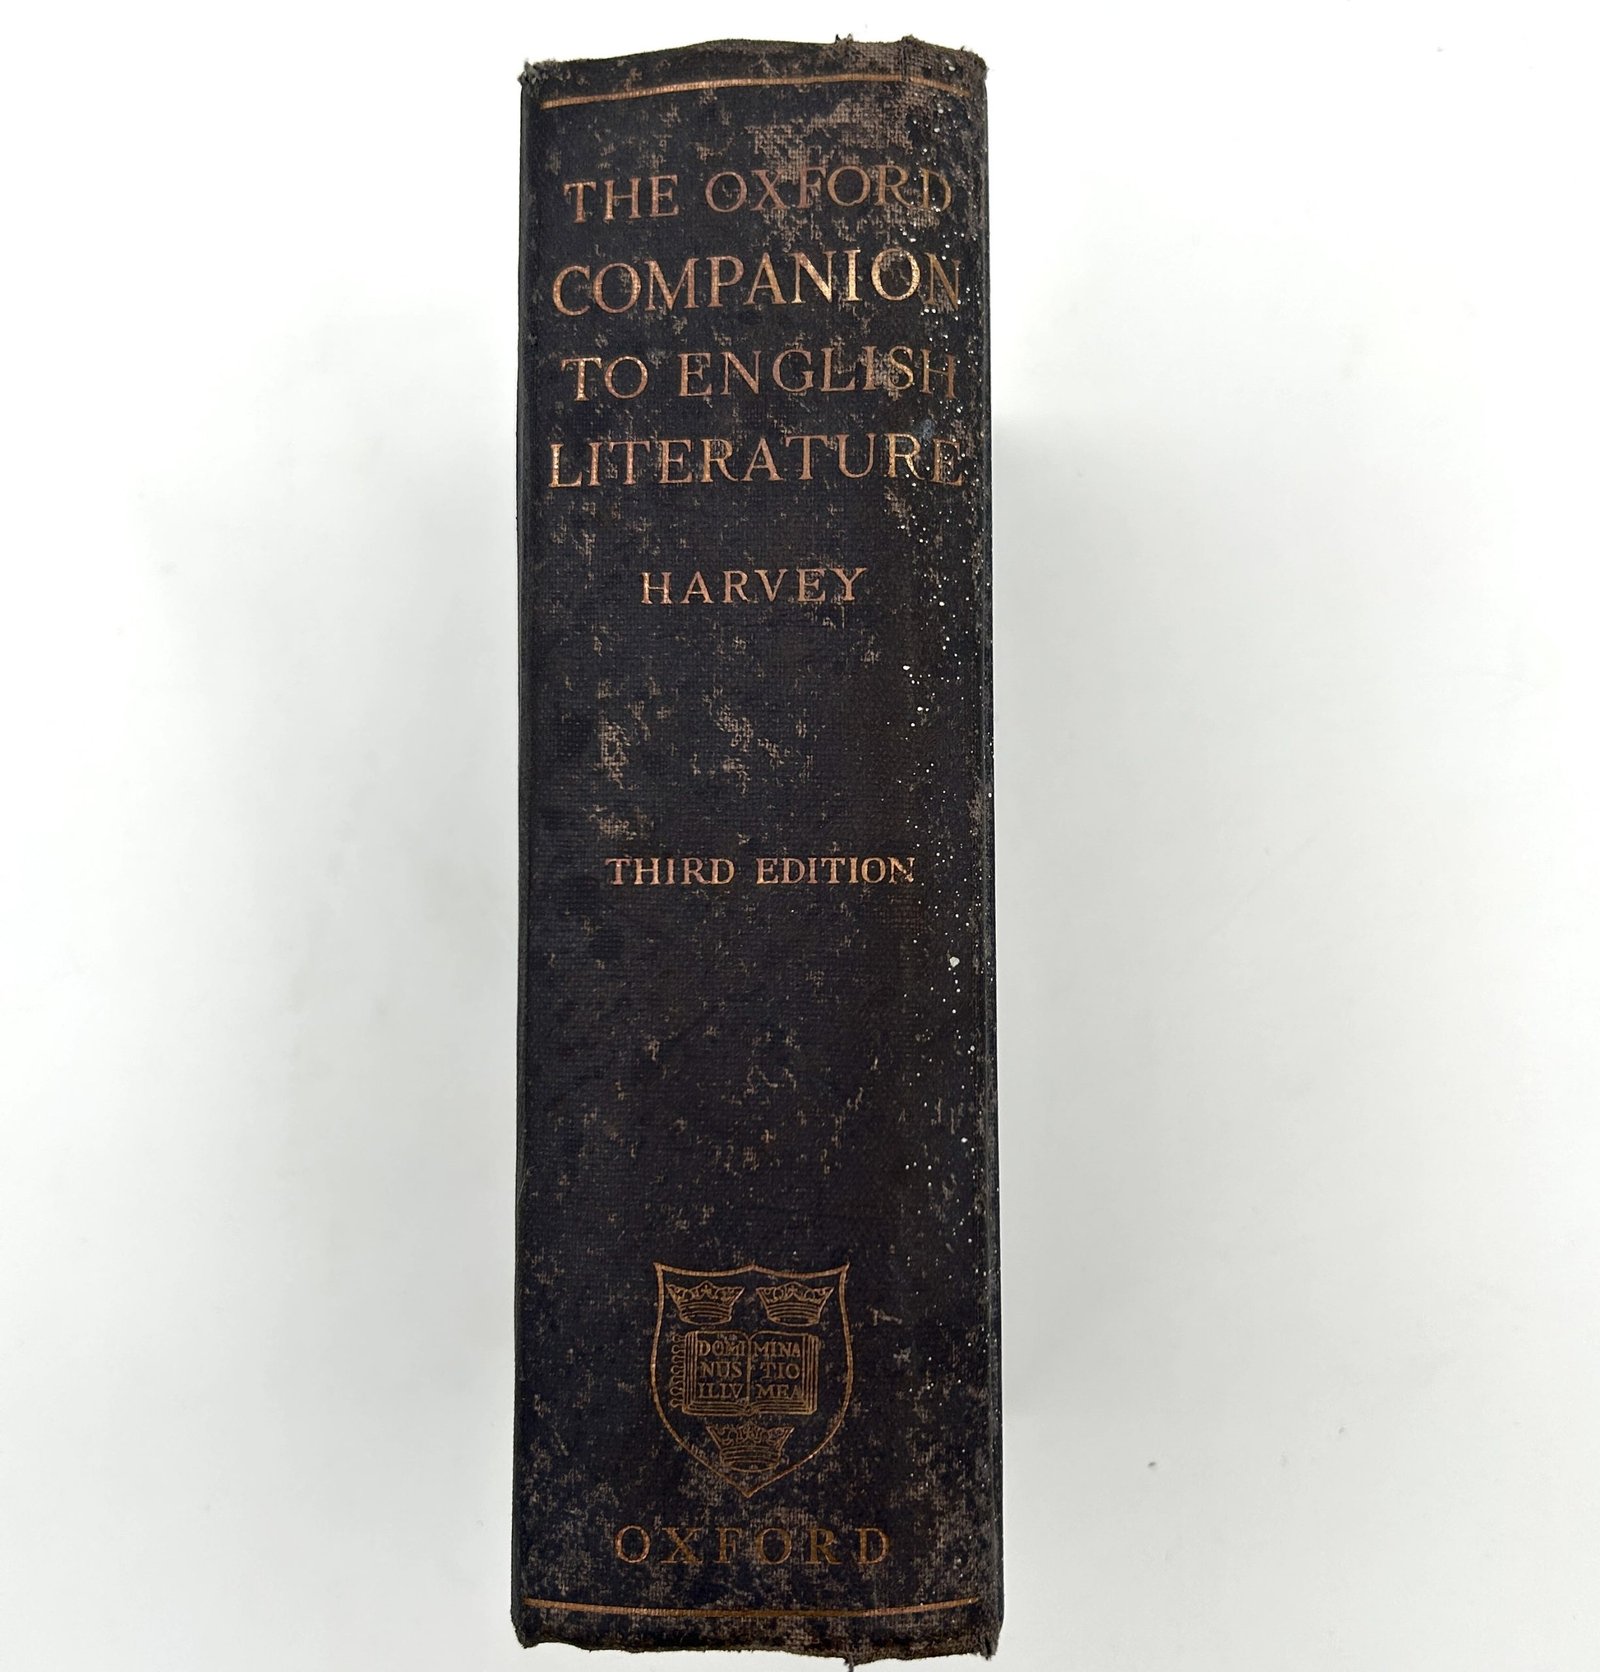 THE OXFORD
COMPANION
TO ENGLISH
LITERATURE
HARVEY
THIRD EDITION
DOMI MINA
NUS TIO
ILLV MEA
OXFORD